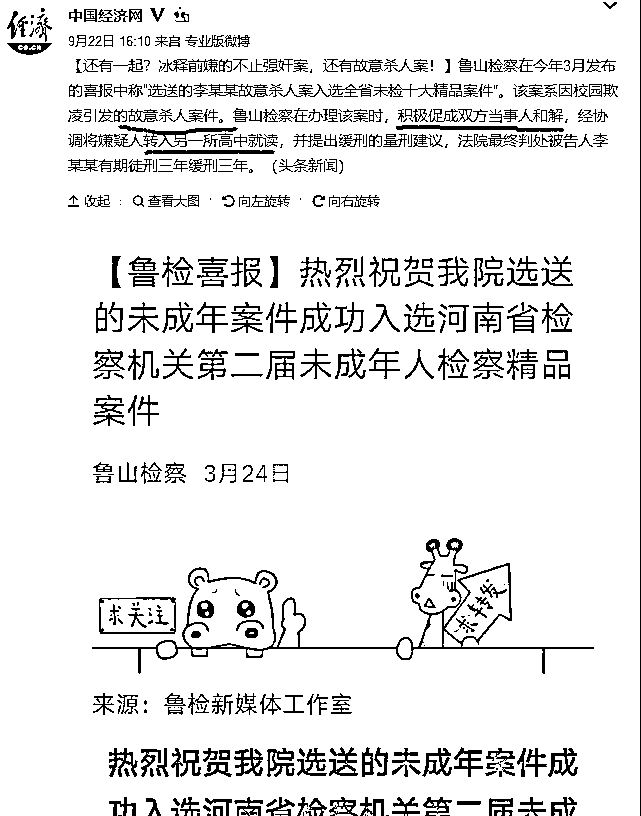 经济
CE.CN
中国经济网
9月22日 16:10 来自 专业版微博
【还有一起？冰释前嫌的不止强奸案，还有故意杀人案！】鲁山检察在今年3月发布
的喜报中称"选送的李某某故意杀人案入选全省未检十大精品案件"。该案系因校园欺
凌引发的故意杀人案件。鲁山检察在办理该案时，积极促成双方当事人和解，经协
调将嫌疑人转入另一所高中就读，并提出缓刑的量刑建议，法院最终判处被告人李
某某有期徒刑三年缓刑三年。（头条新闻）
收起 查看大图 向左旋转 向右旋转
【鲁检喜报】热烈祝贺我院选送
的未成年案件成功入选河南省检
察机关第二届未成年人检察精品
案件
鲁山检察 3月24日
求关注
求转发
来源：鲁检新媒体工作室
热烈祝贺我院选送的未成年案件成
功入选河南省检察机关第二届未成